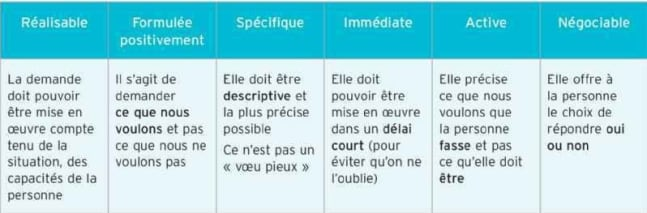 Réalisable
Formulée
positivement
Spécifique
Immédiate
Active
Négociable
La demande
doit pouvoir
être mise en
œuvre compte
tenu de la
situation, des
capacités de la
personne
Il s'agit de
demander
ce que nous
voulons et pas
ce que nous ne
voulons pas
Elle doit être
descriptive et
la plus précise
possible
Ce n'est pas un
« vœu pieux »
Elle doit
pouvoir être
mise en œuvre
dans un délai
court (pour
éviter qu'on ne
l'oublie)
Elle précise
ce que nous
voulons que
la personne
fasse et pas
ce qu'elle doit
être
Elle offre à
la personne
le choix de
répondre oui
ou non